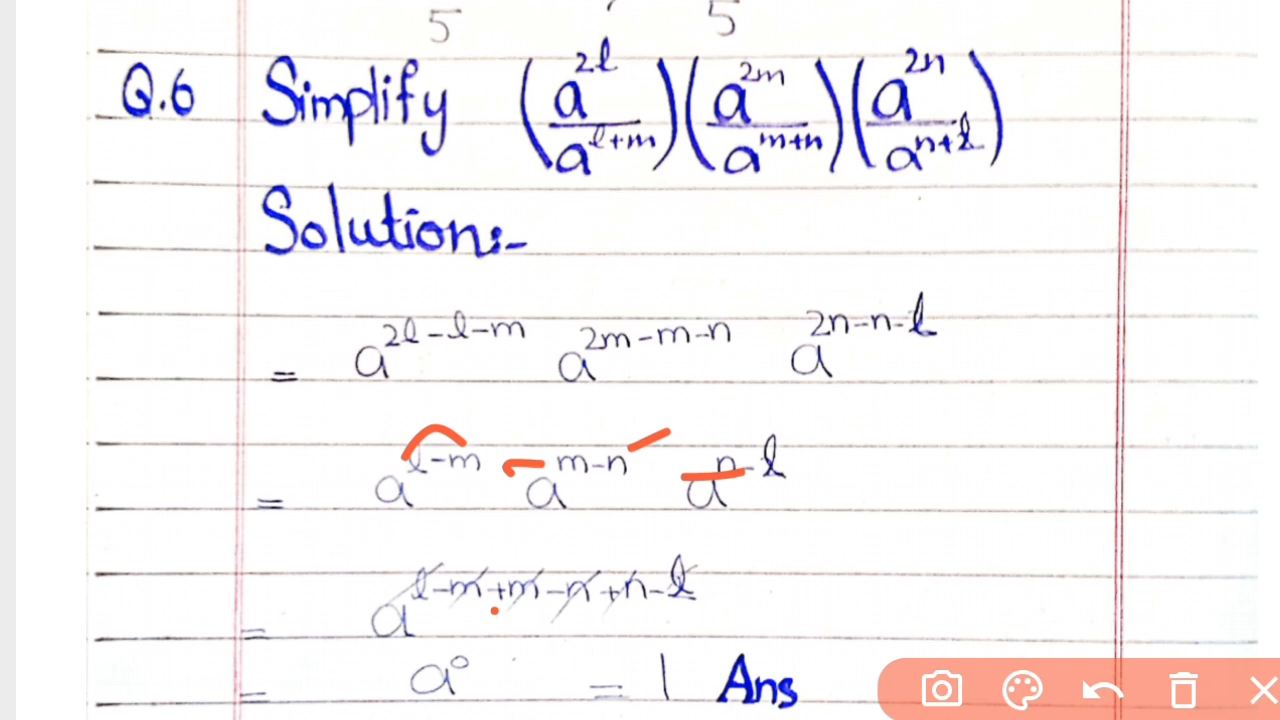 5 5
Q.6 Simplify (a^{2l}/a^{l+m})(a^{2m}/a^{m+n})(a^{2n}/a^{n+l})
Solution:-
= a^{2l-l-m} a^{2m-m-n} a^{2n-n-l}
= a^{l-m} a^{m-n} a^{n-l}
= a^{l-m+m-n+n-l}
= a^0 = 1 Ans